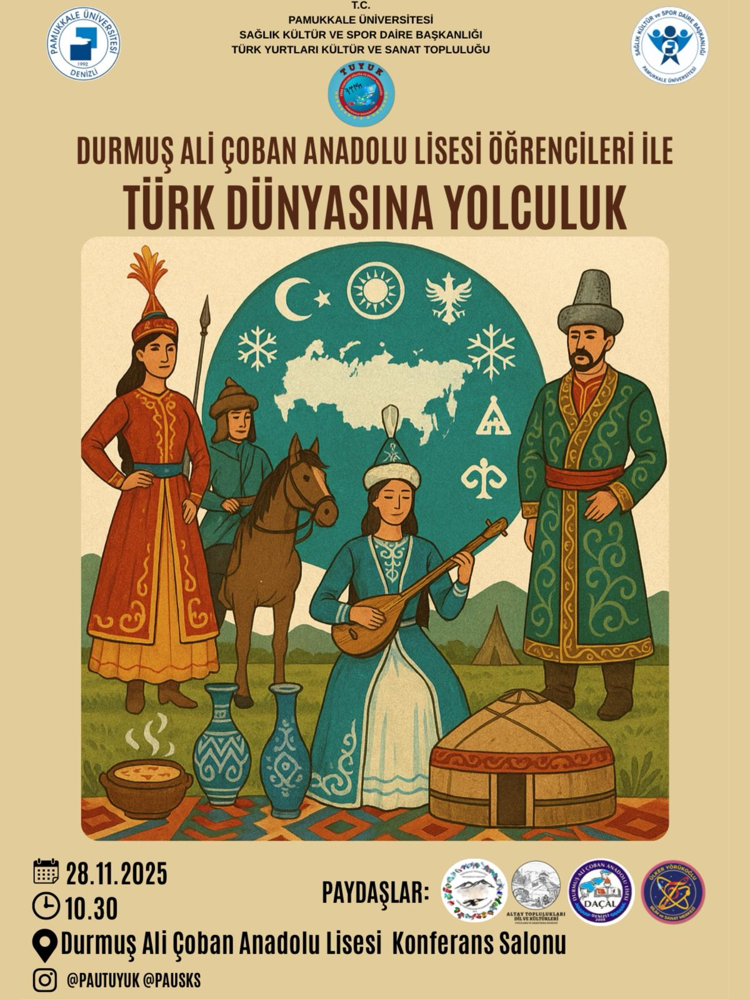 T.C.
PAMUKKALE ÜNİVERSİTESİ
SAĞLIK KÜLTÜR VE SPOR DAİRE BAŞKANLIĞI
TÜRK YURTLARI KÜLTÜR VE SANAT TOPLULUĞU
PAMUKKALE ÜNİVERSİTESİ
1992
DENİZLİ
TUYUK
SAĞLIK KÜLTÜR ve SPOR DAİRE BAŞKANLIĞI
PAMUKKALE ÜNİVERSİTESİ
DURMUŞ ALİ ÇOBAN ANADOLU LİSESİ ÖĞRENCİLERİ İLE
TÜRK DÜNYASINA YOLCULUK
28.11.2025
10.30
PAYDAŞLAR:
ALTAY TOPLULUKLARI
DİL VE KÜLTÜRLERİ
DURMUŞ ALİ ÇOBAN ANADOLU LİSESİ
DAÇAL
DENİZLİ
ÜLKER YÖRÜKOĞLU
BİLİM ve SANAT MERKEZİ
Durmuş Ali Çoban Anadolu Lisesi Konferans Salonu
@PAUTUYUK @PAUSKS